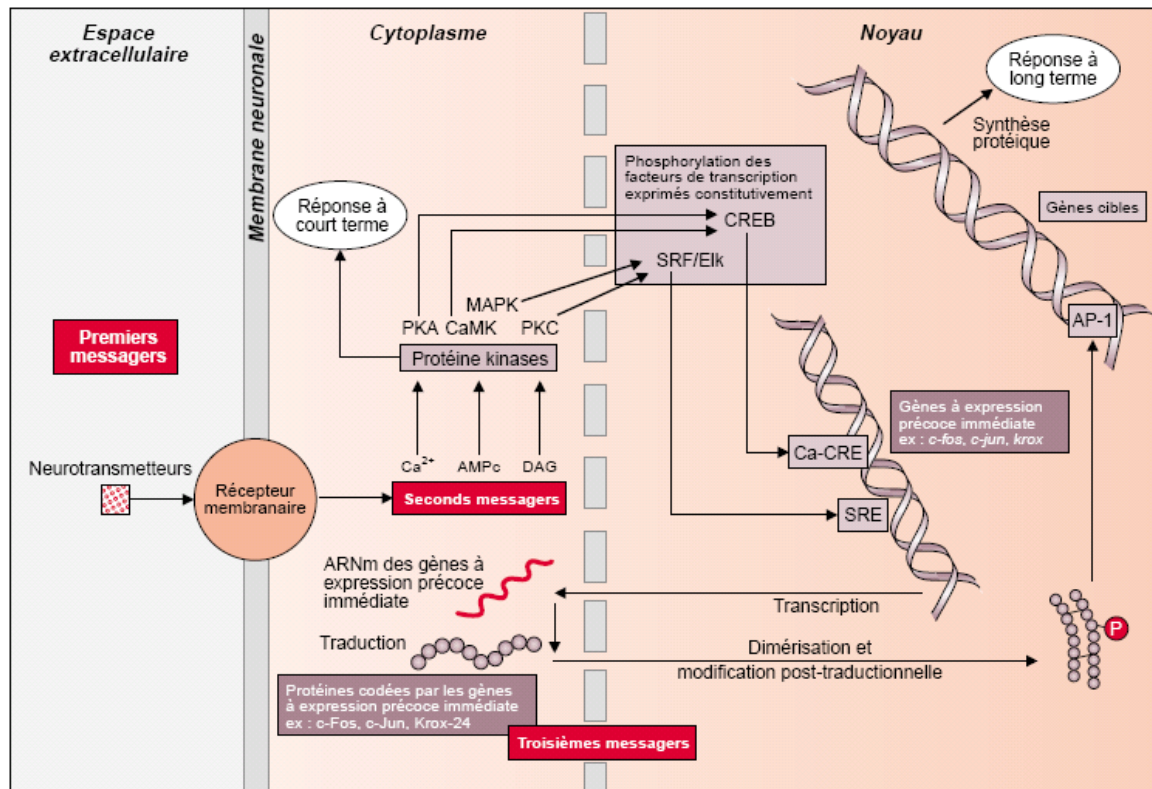 Espace
extracellulaire
Membrane neuronale
Cytoplasme
Noyau
Réponse à
long terme
Synthèse
protéique
Gènes cibles
AP-1
Phosphorylation des
facteurs de transcription
exprimés constitutivement
CREB
SRF/Elk
Réponse à
court terme
MAPK
PKA CaMK PKC
Protéine kinases
Premiers
messagers
Ca2+ AMPc DAG
Seconds messagers
Neurotransmetteurs
Récepteur
membranaire
Gènes à expression
précoce immédiate
ex : c-fos, c-jun, krox
Ca-CRE
SRE
ARNm des gènes à
expression précoce
immédiate
Transcription
Traduction
Dimérisation et
modification post-traductionnelle
P
Protéines codées par les gènes
à expression précoce immédiate
ex : c-Fos, c-Jun, Krox-24
Troisièmes messagers